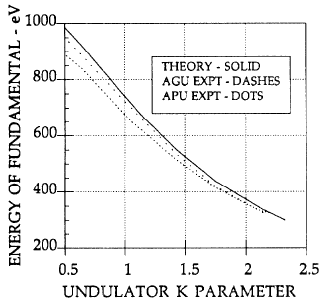 ENERGY OF FUNDAMENTAL - eV
1000
800
600
400
200
THEORY - SOLID
AGU EXPT - DASHES
APU EXPT - DOTS
0.5 1 1.5 2 2.5
UNDULATOR K PARAMETER